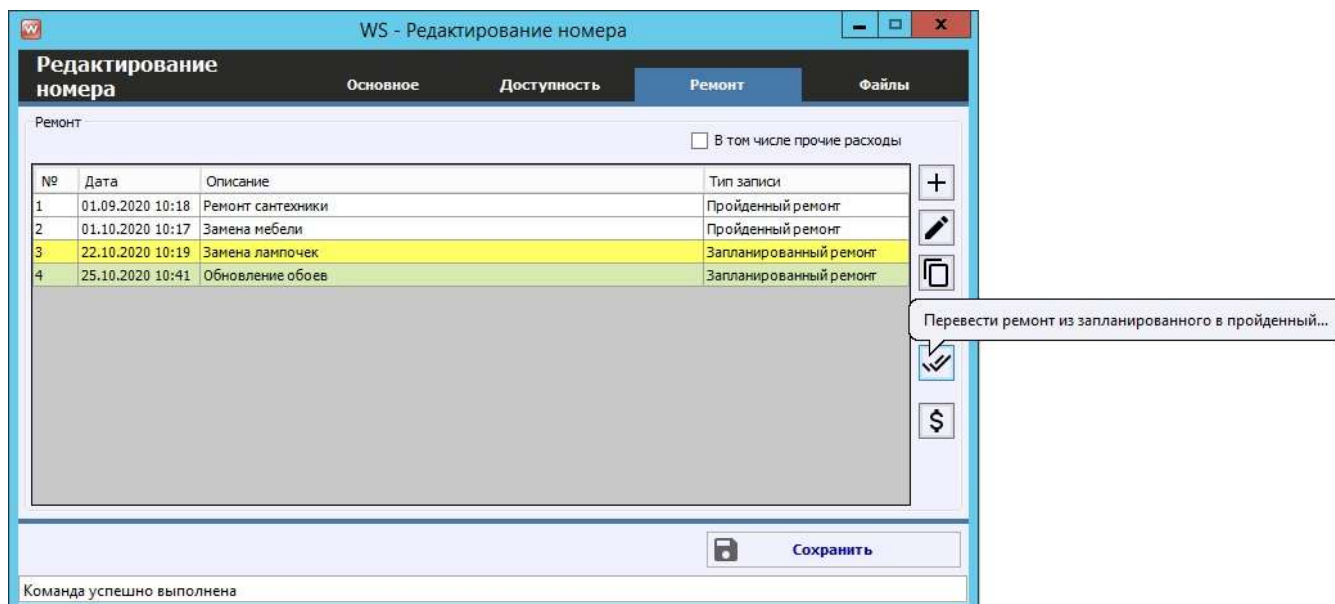 WS - Редактирование номера
Редактирование
номера
Основное Доступность Ремонт Файлы
Ремонт
В том числе прочие расходы
№ Дата Описание Тип записи
1 01.09.2020 10:18 Ремонт сантехники Пройденный ремонт
2 01.10.2020 10:17 Замена мебели Пройденный ремонт
3 22.10.2020 10:19 Замена лампочек Запланированный ремонт
4 25.10.2020 10:41 Обновление обоев Запланированный ремонт
Перевести ремонт из запланированного в пройденный...
Сохранить
Команда успешно выполнена